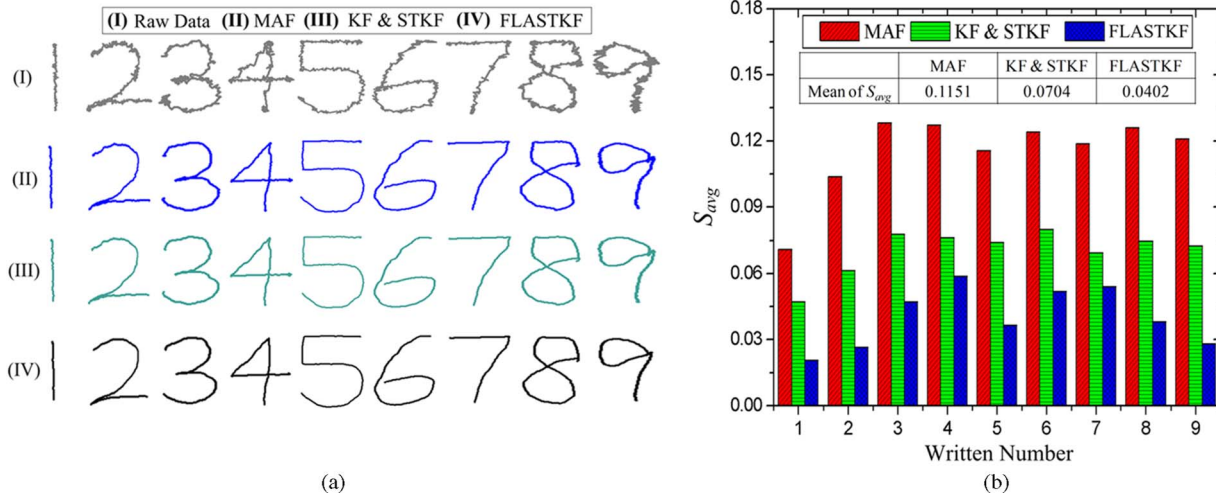 (I) Raw Data (II) MAF (III) KF & STKF (IV) FLASTKF
(I) 1 2 3 4 5 6 7 8 9
(II) 1 2 3 4 5 6 7 8 9
(III) 1 2 3 4 5 6 7 8 9
(IV) 1 2 3 4 5 6 7 8 9
(a)
MAF KF & STKF FLASTKF
MAF KF & STKF FLASTKF
Mean of Savg 0.1151 0.0704 0.0402
Savg
0.18
0.15
0.12
0.09
0.06
0.03
0.00
1 2 3 4 5 6 7 8 9
Written Number
(b)